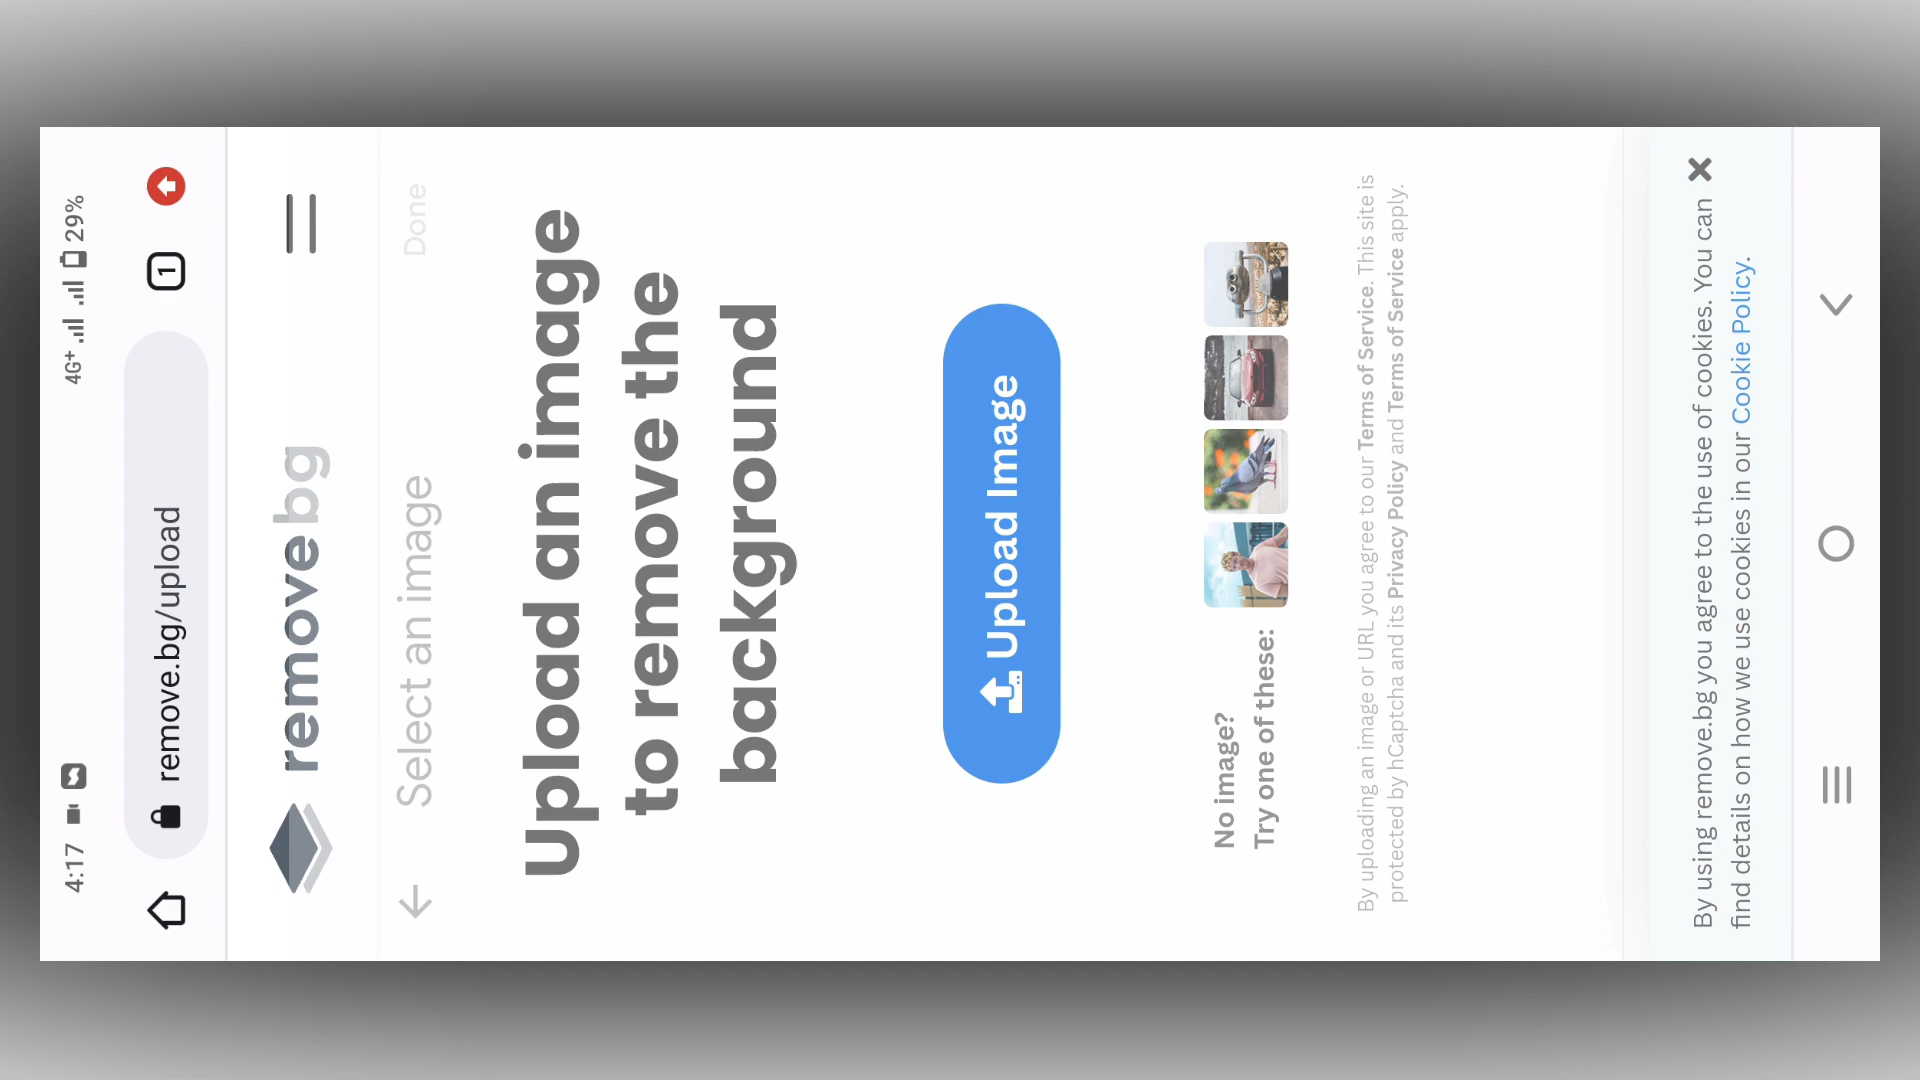 4:17 4G+ 29%
remove.bg/upload 1
remove bg
Select an image Done
Upload an image
to remove the
background
Upload Image
No image?
Try one of these:
By uploading an image or URL you agree to our Terms of Service. This site is
protected by hCaptcha and its Privacy Policy and Terms of Service apply.
By using remove.bg you agree to the use of cookies. You can
find details on how we use cookies in our Cookie Policy.